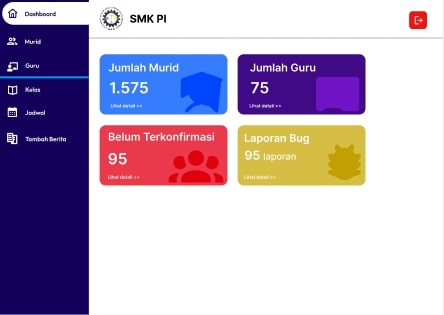 Dashboard
Murid
Guru
Kelas
Jadwal
Tambah Berita
SMK PI
Jumlah Murid
1.575
Lihat detail >>
Jumlah Guru
75
Lihat detail >>
Belum Terkonfirmasi
95
Lihat detail >>
Laporan Bug
95 laporan
Lihat detail >>